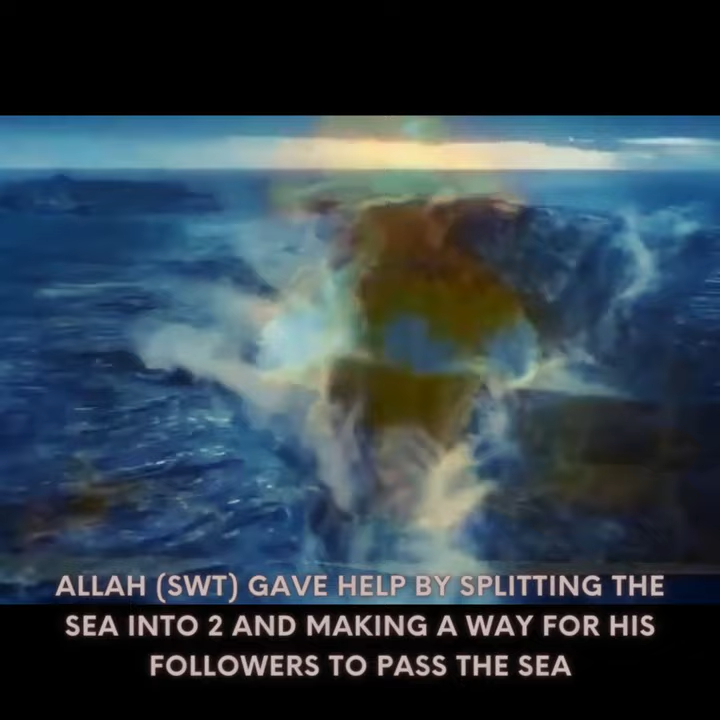 ALLAH (SWT) GAVE HELP BY SPLITTING THE
SEA INTO 2 AND MAKING A WAY FOR HIS
FOLLOWERS TO PASS THE SEA